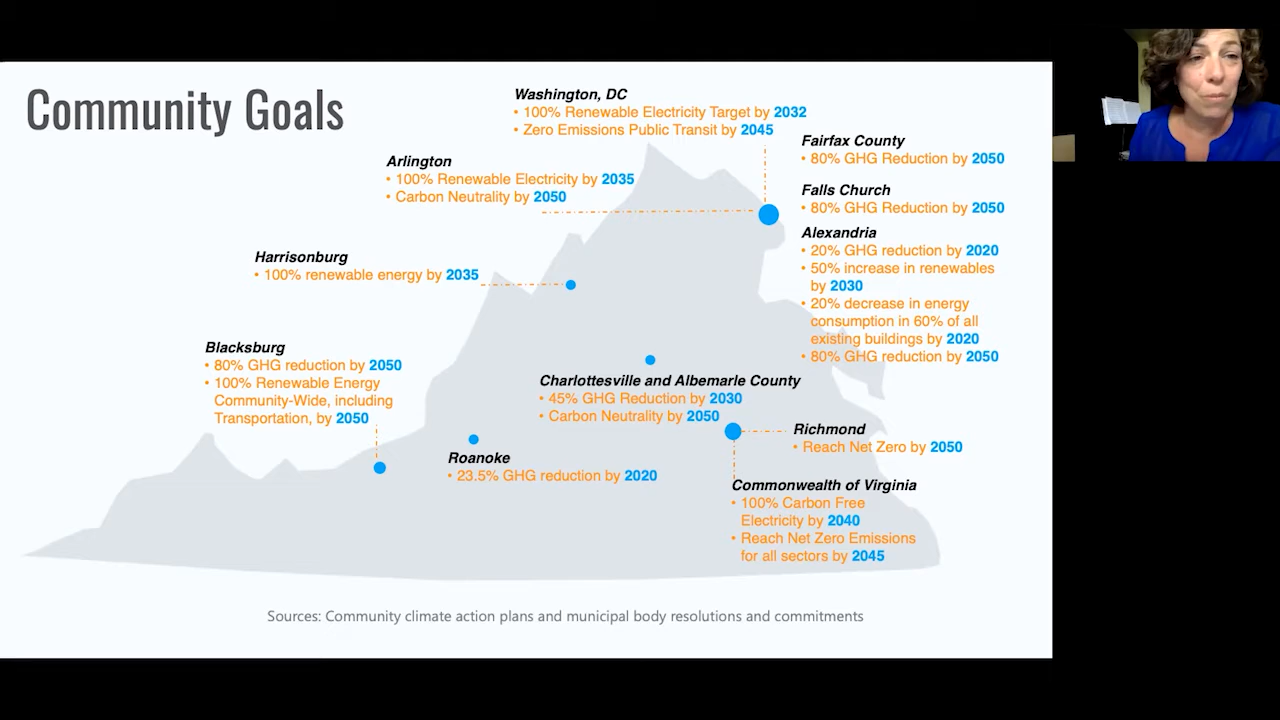 Community Goals
Washington, DC
• 100% Renewable Electricity Target by 2032
• Zero Emissions Public Transit by 2045
Fairfax County
• 80% GHG Reduction by 2050
Arlington
• 100% Renewable Electricity by 2035
• Carbon Neutrality by 2050
Falls Church
• 80% GHG Reduction by 2050
Alexandria
• 20% GHG reduction by 2020
• 50% increase in renewables
by 2030
• 20% decrease in energy
consumption in 60% of all
existing buildings by 2020
• 80% GHG reduction by 2050
Harrisonburg
• 100% renewable energy by 2035
Blacksburg
• 80% GHG reduction by 2050
• 100% Renewable Energy
Community-Wide, including
Transportation, by 2050
Charlottesville and Albemarle County
• 45% GHG Reduction by 2030
• Carbon Neutrality by 2050
Richmond
• Reach Net Zero by 2050
Roanoke
• 23.5% GHG reduction by 2020
Commonwealth of Virginia
• 100% Carbon Free
Electricity by 2040
• Reach Net Zero Emissions
for all sectors by 2045
Sources: Community climate action plans and municipal body resolutions and commitments